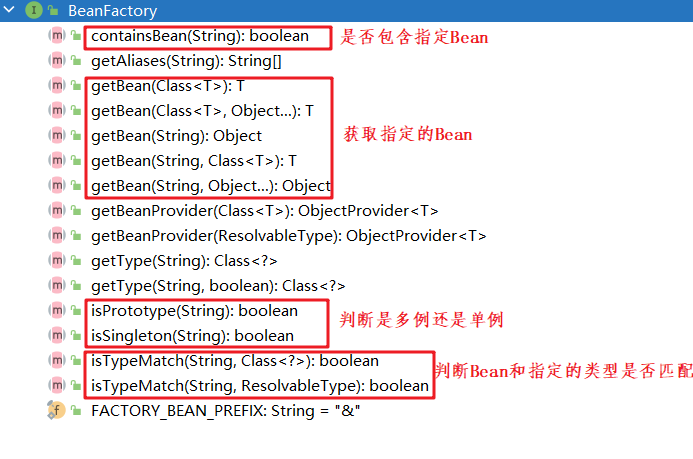 BeanFactory
containsBean(String): boolean 是否包含指定Bean
getAliases(String): String[]
getBean(Class<T>): T
getBean(Class<T>, Object...): T
getBean(String): Object 获取指定的Bean
getBean(String, Class<T>): T
getBean(String, Object...): Object
getBeanProvider(Class<T>): ObjectProvider<T>
getBeanProvider(ResolvableType): ObjectProvider<T>
getType(String): Class<?>
getType(String, boolean): Class<?>
isPrototype(String): boolean 判断是多例还是单例
isSingleton(String): boolean
isTypeMatch(String, Class<?>): boolean 判断Bean和指定的类型是否匹配
isTypeMatch(String, ResolvableType): boolean
FACTORY_BEAN_PREFIX: String = "&"